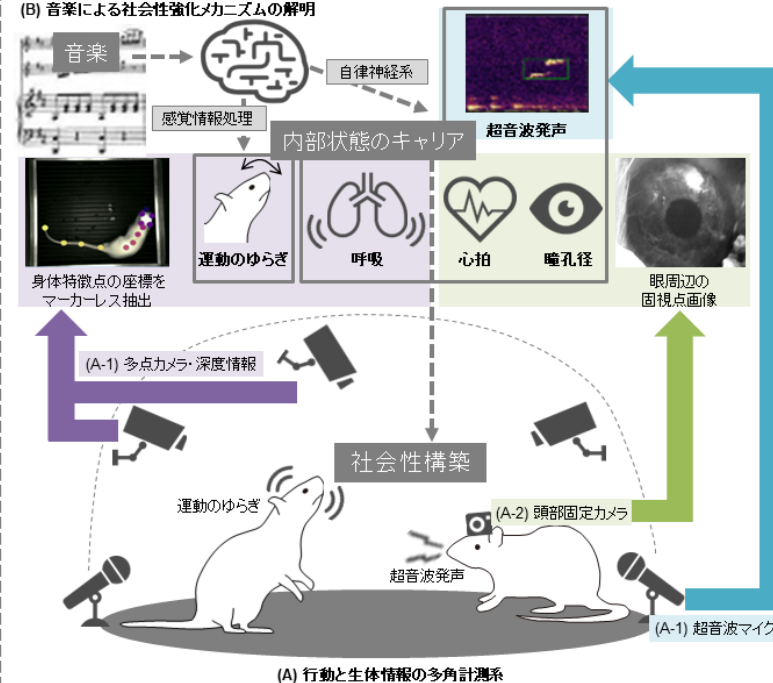 (B) 音楽による社会性強化メカニズムの解明
音楽
自律神経系
感覚情報処理
超音波発声
内部状態のキャリア
運動のゆらぎ
呼吸
心拍
瞳孔径
身体特徴点の座標を
マーカーレス抽出
眼周辺の
固視点画像
(A-1) 多点カメラ・深度情報
社会性構築
運動のゆらぎ
(A-2) 頭部固定カメラ
超音波発声
(A-1) 超音波マイク
(A) 行動と生体情報の多角計測系